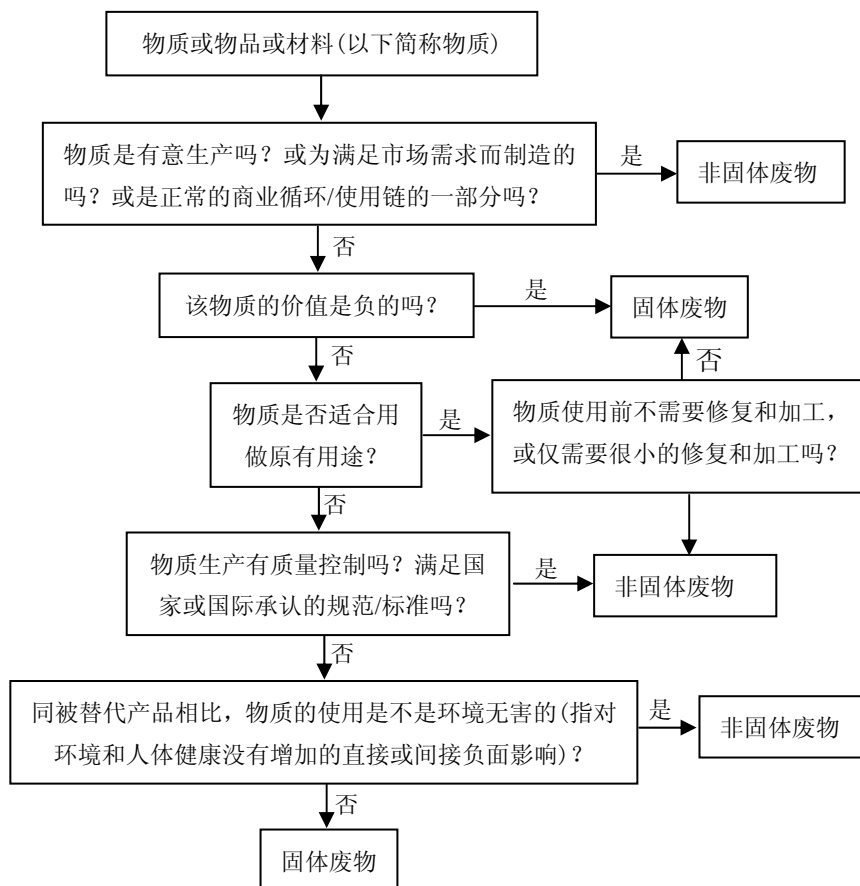 物质或物品或材料(以下简称物质)
物质是有意生产吗？或为满足市场需求而制造的
吗？或是正常的商业循环/使用链的一部分吗？
是
非固体废物
否
该物质的价值是负的吗？
是
固体废物
否
否
物质是否适合用
做原有用途？
是
物质使用前不需要修复和加工，
或仅需要很小的修复和加工吗？
否
物质生产有质量控制吗？满足国
家或国际承认的规范/标准吗？
是
非固体废物
否
同被替代产品相比，物质的使用是不是环境无害的(指对
环境和人体健康没有增加的直接或间接负面影响)？
是
非固体废物
否
固体废物